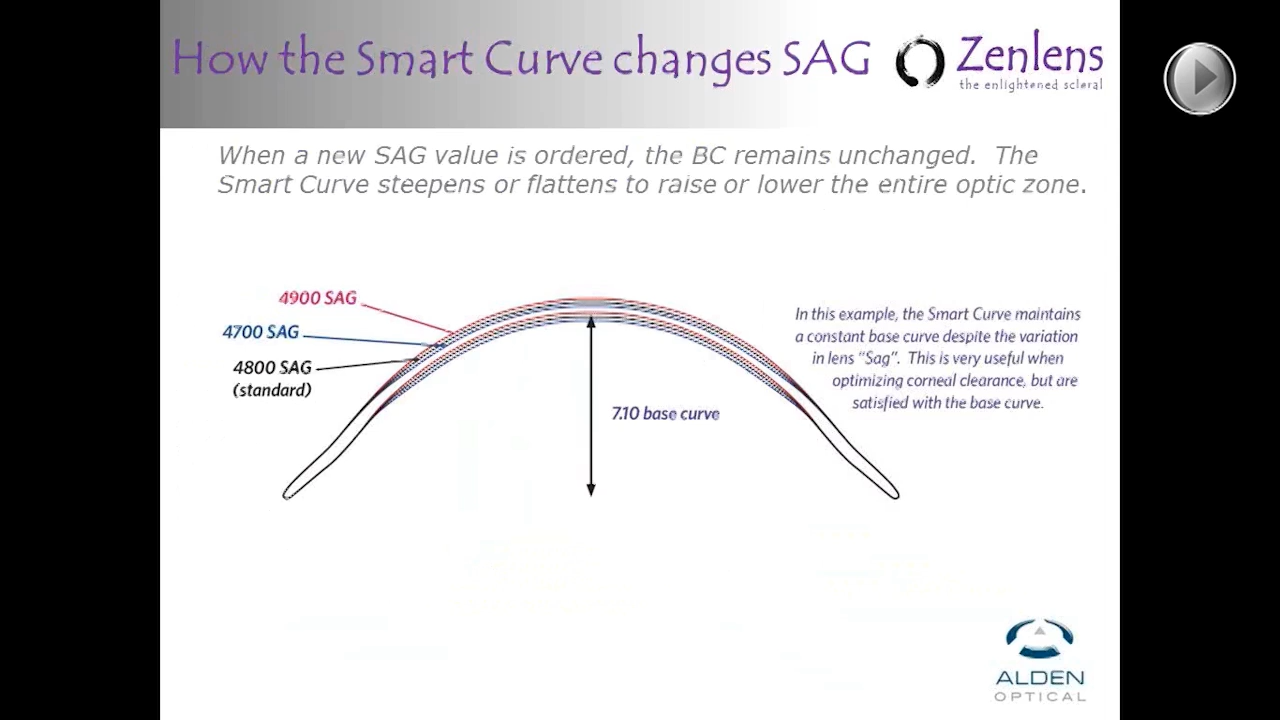 How the Smart Curve changes SAG
Zenlens
the enlightened scleral
When a new SAG value is ordered, the BC remains unchanged. The
Smart Curve steepens or flattens to raise or lower the entire optic zone.
4900 SAG
4700 SAG
4800 SAG
(standard)
7.10 base curve
In this example, the Smart Curve maintains
a constant base curve despite the variation
in lens “Sag”. This is very useful when
optimizing corneal clearance, but are
satisfied with the base curve.
ALDEN
OPTICAL